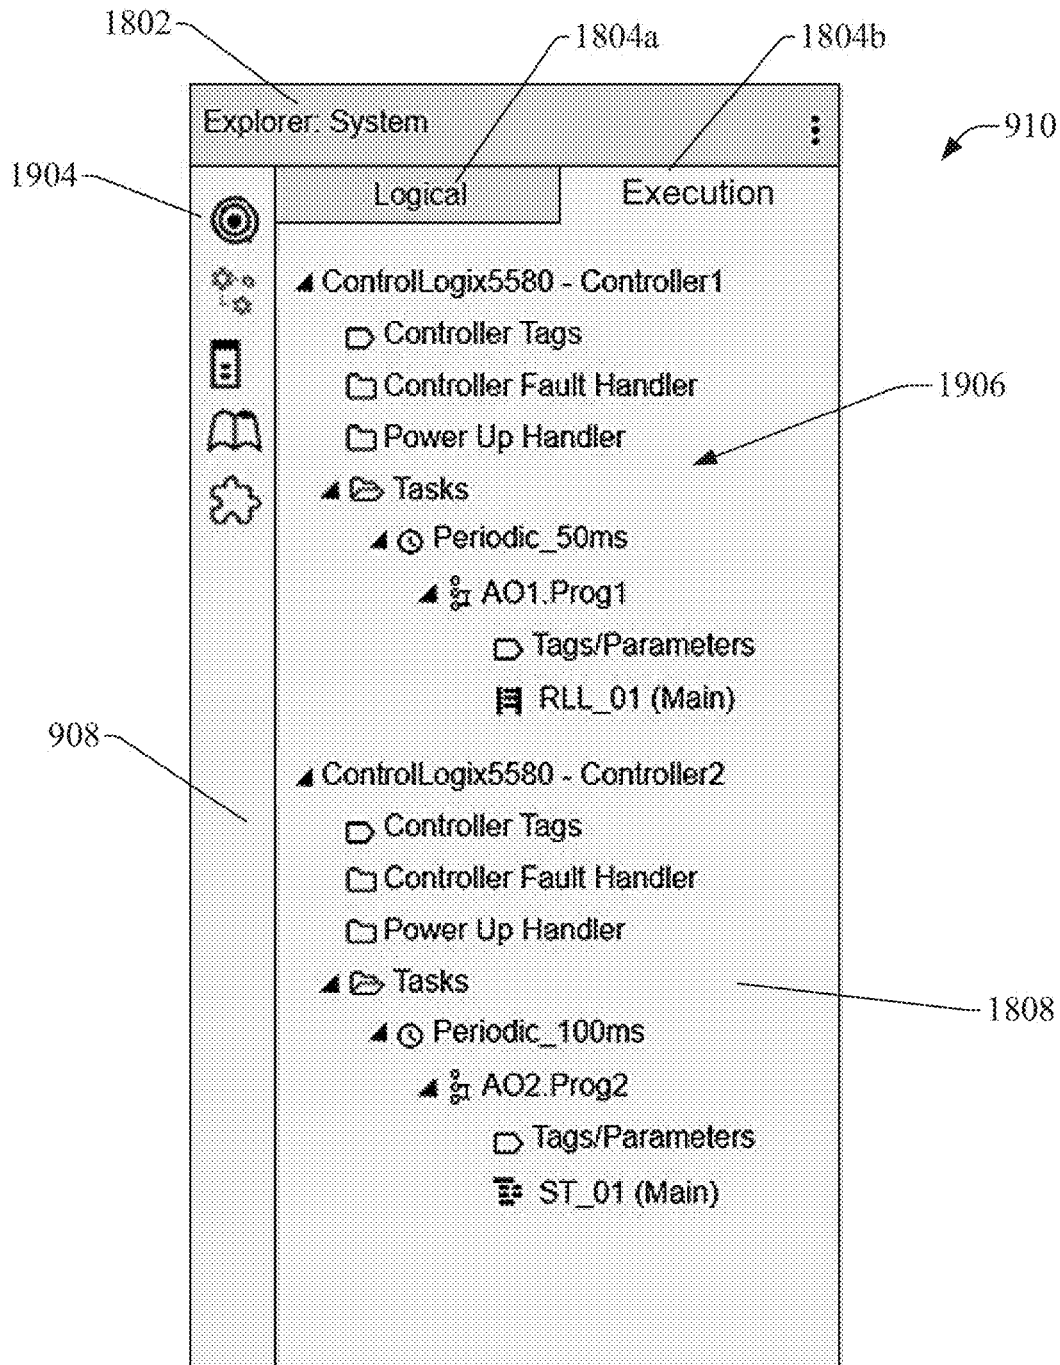 1802
1804a
1804b
Explorer: System
910
1904
Logical
Execution
ControlLogix5580 - Controller1
Controller Tags
Controller Fault Handler
1906
Power Up Handler
Tasks
Periodic_50ms
AO1.Prog1
Tags/Parameters
RLL_01 (Main)
908
ControlLogix5580 - Controller2
Controller Tags
Controller Fault Handler
Power Up Handler
Tasks
1808
Periodic_100ms
AO2.Prog2
Tags/Parameters
ST_01 (Main)